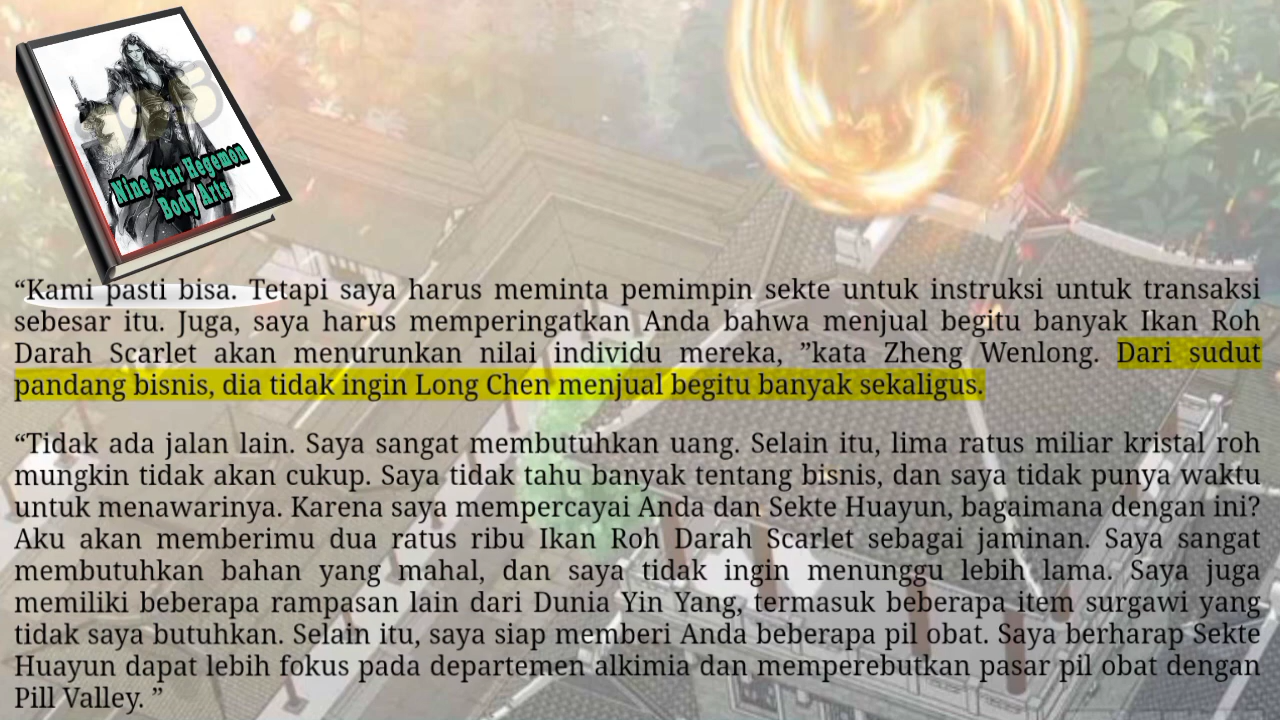 Nine Star Hegemon
Body Arts
“Kami pasti bisa. Tetapi saya harus meminta pemimpin sekte untuk instruksi untuk transaksi
sebesar itu. Juga, saya harus memperingatkan Anda bahwa menjual begitu banyak Ikan Roh
Darah Scarlet akan menurunkan nilai individu mereka, ”kata Zheng Wenlong. Dari sudut
pandang bisnis, dia tidak ingin Long Chen menjual begitu banyak sekaligus.
“Tidak ada jalan lain. Saya sangat membutuhkan uang. Selain itu, lima ratus miliar kristal roh
mungkin tidak akan cukup. Saya tidak tahu banyak tentang bisnis, dan saya tidak punya waktu
untuk menawarinya. Karena saya mempercayai Anda dan Sekte Huayun, bagaimana dengan ini?
Aku akan memberimu dua ratus ribu Ikan Roh Darah Scarlet sebagai jaminan. Saya sangat
membutuhkan bahan yang mahal, dan saya tidak ingin menunggu lebih lama. Saya juga
memiliki beberapa rampasan lain dari Dunia Yin Yang, termasuk beberapa item surgawi yang
tidak saya butuhkan. Selain itu, saya siap memberi Anda beberapa pil obat. Saya berharap Sekte
Huayun dapat lebih fokus pada departemen alkimia dan memperebutkan pasar pil obat dengan
Pill Valley. ”